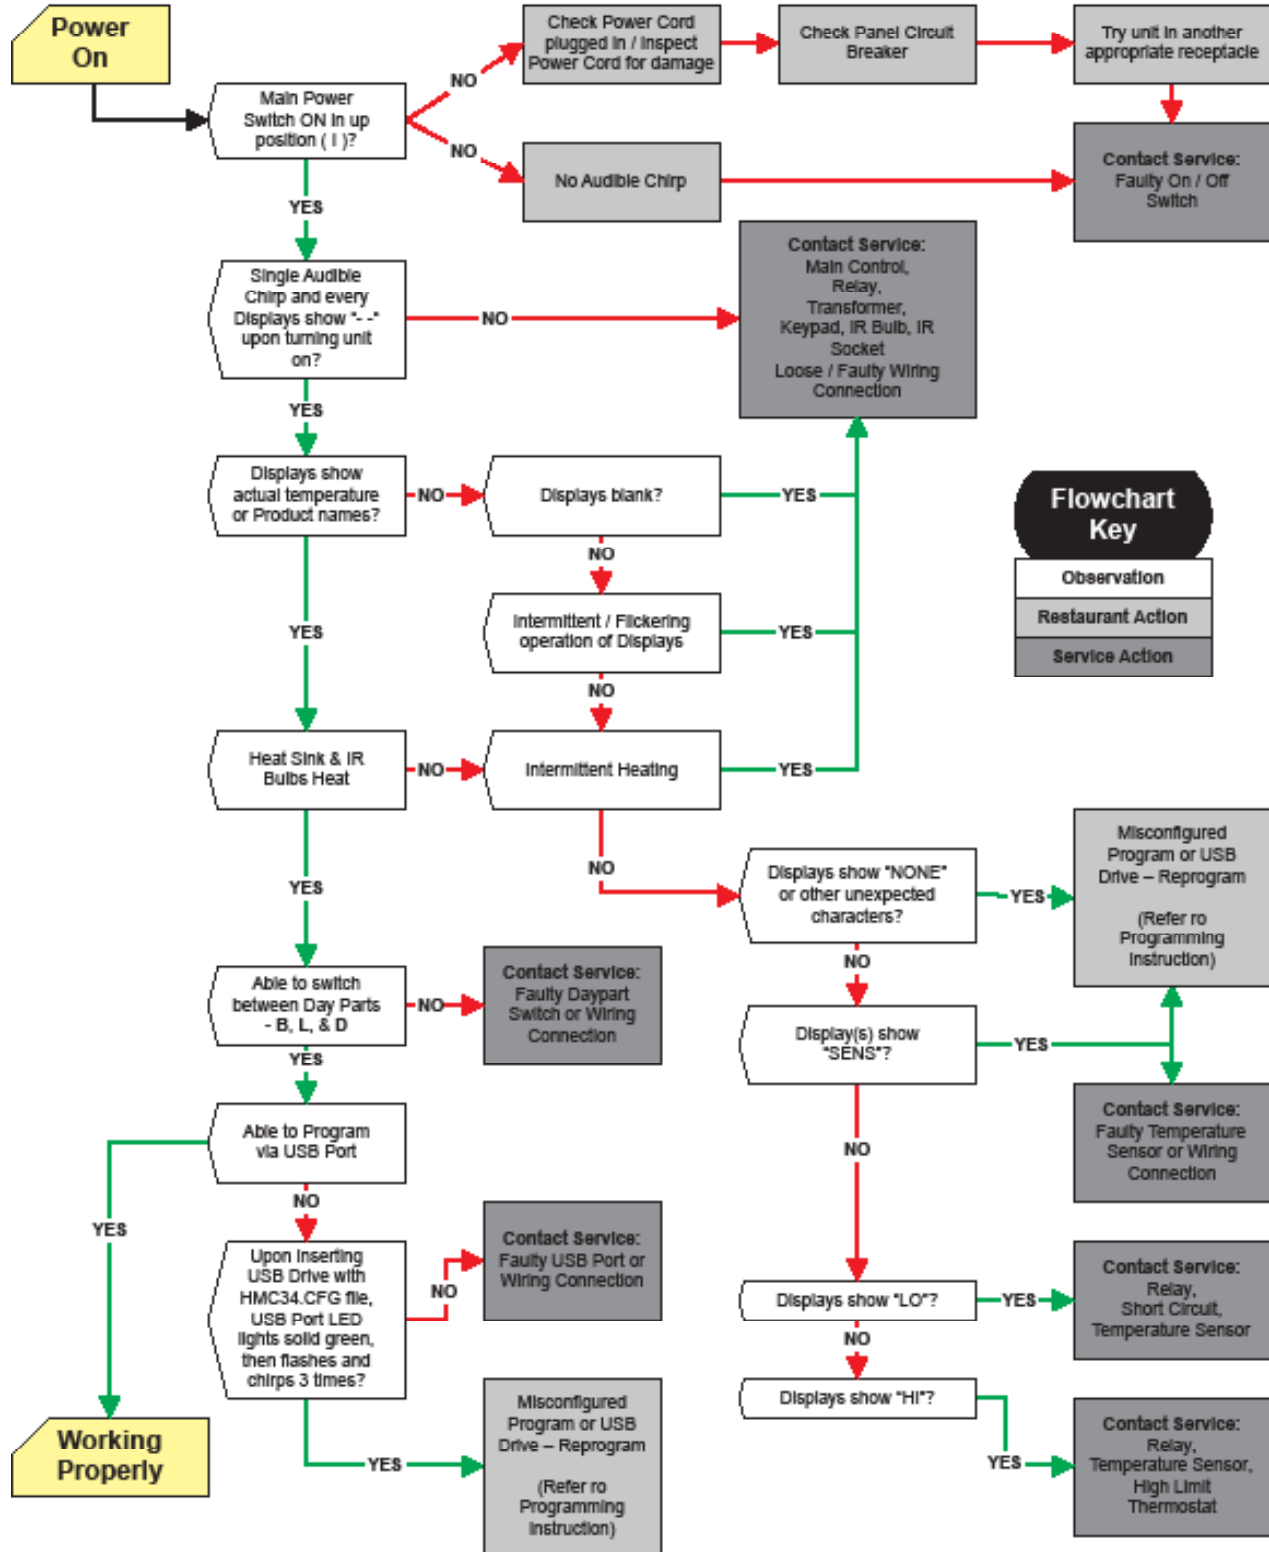 Power
On
Check Power Cord
plugged in / Inspect
Power Cord for damage
Check Panel Circuit
Breaker
Try unit in another
appropriate receptacle
NO
Main Power
Switch ON in up
position ( I )?
NO
No Audible Chirp
Contact Service:
Faulty On / Off
Switch
YES
Single Audible
Chirp and every
Displays show "- -"
upon turning unit
on?
NO
Contact Service:
Main Control,
Relay,
Transformer,
Keypad, IR Bulb, IR
Socket
Loose / Faulty Wiring
Connection
YES
Displays show
actual temperature
or Product names?
NO
Displays blank?
YES
Flowchart
Key
Observation
Restaurant Action
Service Action
NO
YES
Intermittent / Flickering
operation of Displays
YES
NO
Heat Sink & IR
Bulbs Heat
NO
Intermittent Heating
YES
NO
YES
Displays show "NONE"
or other unexpected
characters?
YES
Misconfigured
Program or USB
Drive – Reprogram
(Refer ro
Programming
Instruction)
NO
Able to switch
between Day Parts
- B, L, & D
NO
Contact Service:
Faulty Daypart
Switch or Wiring
Connection
Display(s) show
"SENS"?
YES
YES
Contact Service:
Faulty Temperature
Sensor or Wiring
Connection
Able to Program
via USB Port
NO
YES
NO
Upon Inserting
USB Drive with
HMC34.CFG file,
USB Port LED
lights solid green,
then flashes and
chirps 3 times?
NO
Contact Service:
Faulty USB Port or
Wiring Connection
Displays show "LO"?
YES
Contact Service:
Relay,
Short Circuit,
Temperature Sensor
NO
Displays show "HI"?
YES
Contact Service:
Relay,
Temperature Sensor,
High Limit
Thermostat
Working
Properly
YES
Misconfigured
Program or USB
Drive – Reprogram
(Refer ro
Programming
Instruction)